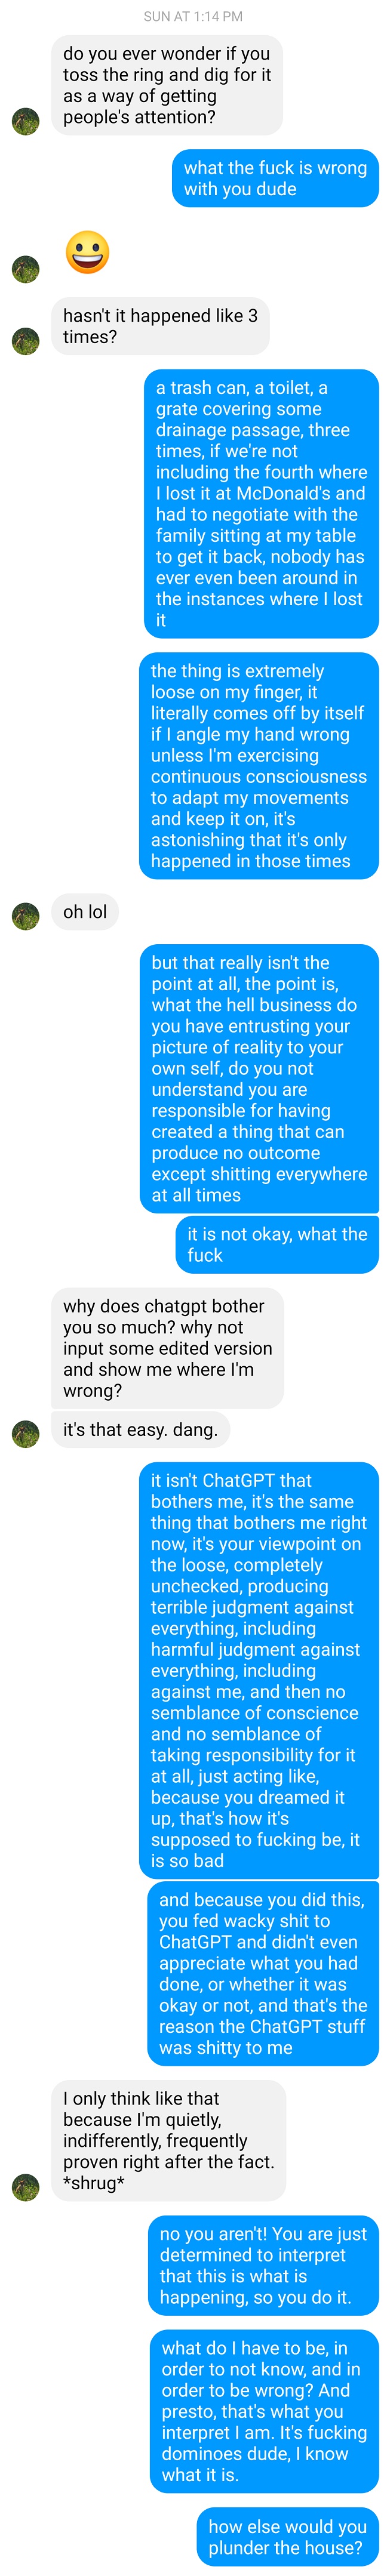 SUN AT 1:14 PM
do you ever wonder if you
toss the ring and dig for it
as a way of getting
people's attention?
what the fuck is wrong
with you dude
hasn't it happened like 3
times?
a trash can, a toilet, a
grate covering some
drainage passage, three
times, if we're not
including the fourth where
I lost it at McDonald's and
had to negotiate with the
family sitting at my table
to get it back, nobody has
ever even been around in
the instances where I lost
it
the thing is extremely
loose on my finger, it
literally comes off by itself
if I angle my hand wrong
unless I'm exercising
continuous consciousness
to adapt my movements
and keep it on, it's
astonishing that it's only
happened in those times
oh lol
but that really isn't the
point at all, the point is,
what the hell business do
you have entrusting your
picture of reality to your
own self, do you not
understand you are
responsible for having
created a thing that can
produce no outcome
except shitting everywhere
at all times
it is not okay, what the
fuck
why does chatgpt bother
you so much? why not
input some edited version
and show me where I'm
wrong?
it's that easy. dang.
it isn't ChatGPT that
bothers me, it's the same
thing that bothers me right
now, it's your viewpoint on
the loose, completely
unchecked, producing
terrible judgment against
everything, including
harmful judgment against
everything, including
against me, and then no
semblance of conscience
and no semblance of
taking responsibility for it
at all, just acting like,
because you dreamed it
up, that's how it's
supposed to fucking be, it
is so bad
and because you did this,
you fed wacky shit to
ChatGPT and didn't even
appreciate what you had
done, or whether it was
okay or not, and that's the
reason the ChatGPT stuff
was shitty to me
I only think like that
because I'm quietly,
indifferently, frequently
proven right after the fact.
*shrug*
no you aren't! You are just
determined to interpret
that this is what is
happening, so you do it.
what do I have to be, in
order to not know, and in
order to be wrong? And
presto, that's what you
interpret I am. It's fucking
dominoes dude, I know
what it is.
how else would you
plunder the house?